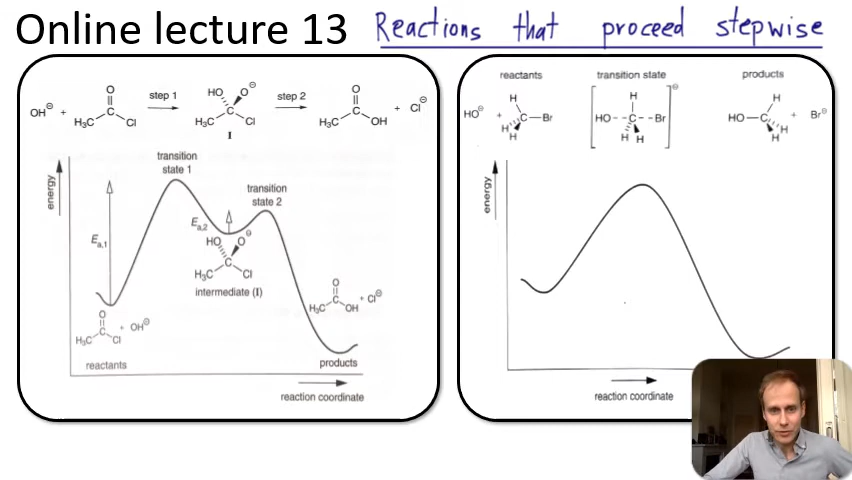 Online lecture 13 Reactions that proceed stepwise
OH⊖ + H₃C C O Cl step 1 HO O⊖ H₃C C Cl step 2 O H₃C C OH + Cl⊖
I
transition
state 1
transition
state 2
energy
Eₐ,₁
Eₐ,₂
HO O⊖
C
H₃C Cl
intermediate (I)
O
C + Cl⊖
H₃C OH
O
C + OH⊖
H₃C Cl
reactants
products
reaction coordinate
reactants transition state products
HO⊖ + H C Br H H [HO--C--Br H H H]⊖ HO C H H H + Br⊖
energy
reaction coordinate